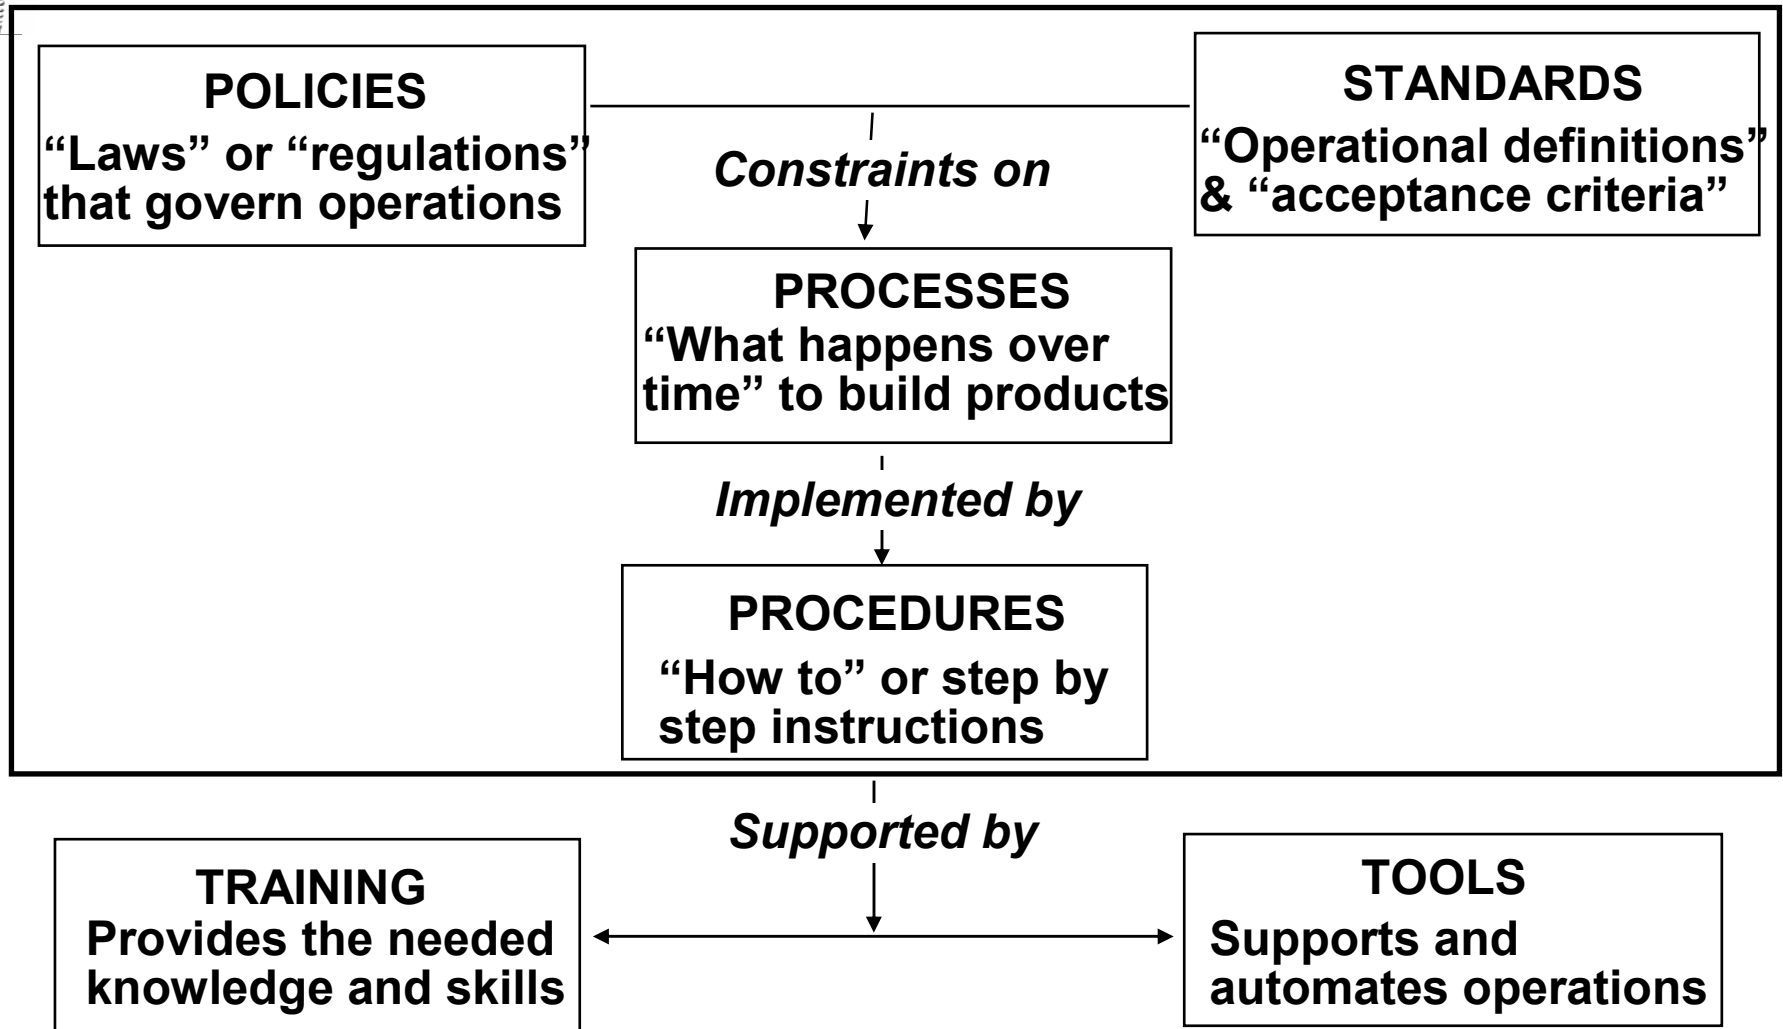 POLICIES
“Laws” or “regulations”
that govern operations
STANDARDS
“Operational definitions”
& “acceptance criteria”
Constraints on
PROCESSES
“What happens over
time” to build products
Implemented by
PROCEDURES
“How to” or step by
step instructions
Supported by
TRAINING
Provides the needed
knowledge and skills
TOOLS
Supports and
automates operations